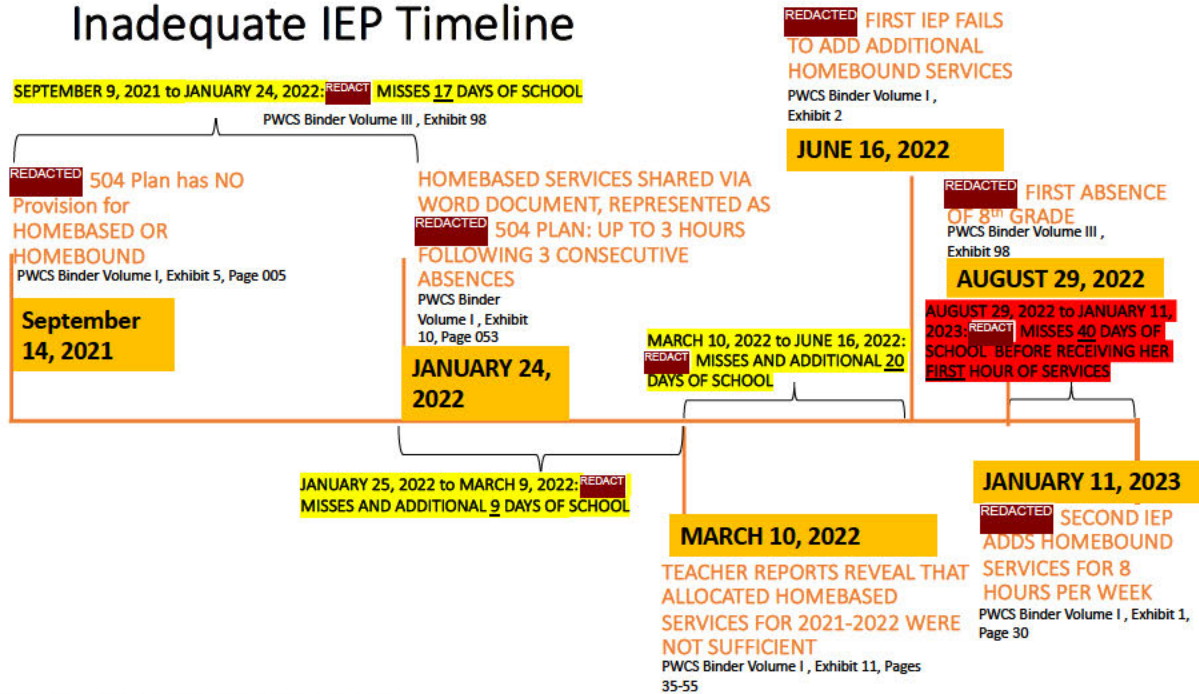 Inadequate IEP Timeline
SEPTEMBER 9, 2021 to JANUARY 24, 2022: REDACT MISSES 17 DAYS OF SCHOOL
PWCS Binder Volume III , Exhibit 98
REDACTED 504 Plan has NO
Provision for
HOMEBASED OR
HOMEBOUND
PWCS Binder Volume I, Exhibit 5, Page 005
September
14, 2021
HOMEBASED SERVICES SHARED VIA
WORD DOCUMENT, REPRESENTED AS
REDACTED 504 PLAN: UP TO 3 HOURS
FOLLOWING 3 CONSECUTIVE
ABSENCES
PWCS Binder
Volume I , Exhibit
10, Page 053
JANUARY 24,
2022
JANUARY 25, 2022 to MARCH 9, 2022: REDACT
MISSES AND ADDITIONAL 9 DAYS OF SCHOOL
MARCH 10, 2022 to JUNE 16, 2022:
REDACT MISSES AND ADDITIONAL 20
DAYS OF SCHOOL
MARCH 10, 2022
TEACHER REPORTS REVEAL THAT
ALLOCATED HOMEBASED
SERVICES FOR 2021-2022 WERE
NOT SUFFICIENT
PWCS Binder Volume I , Exhibit 11, Pages
35-55
REDACTED FIRST IEP FAILS
TO ADD ADDITIONAL
HOMEBOUND SERVICES
PWCS Binder Volume I ,
Exhibit 2
JUNE 16, 2022
REDACTED FIRST ABSENCE
OF 8th GRADE
PWCS Binder Volume III ,
Exhibit 98
AUGUST 29, 2022
AUGUST 29, 2022 to JANUARY 11,
2023: REDACT MISSES 40 DAYS OF
SCHOOL BEFORE RECEIVING HER
FIRST HOUR OF SERVICES
JANUARY 11, 2023
REDACTED SECOND IEP
ADDS HOMEBOUND
SERVICES FOR 8
HOURS PER WEEK
PWCS Binder Volume I , Exhibit 1,
Page 30